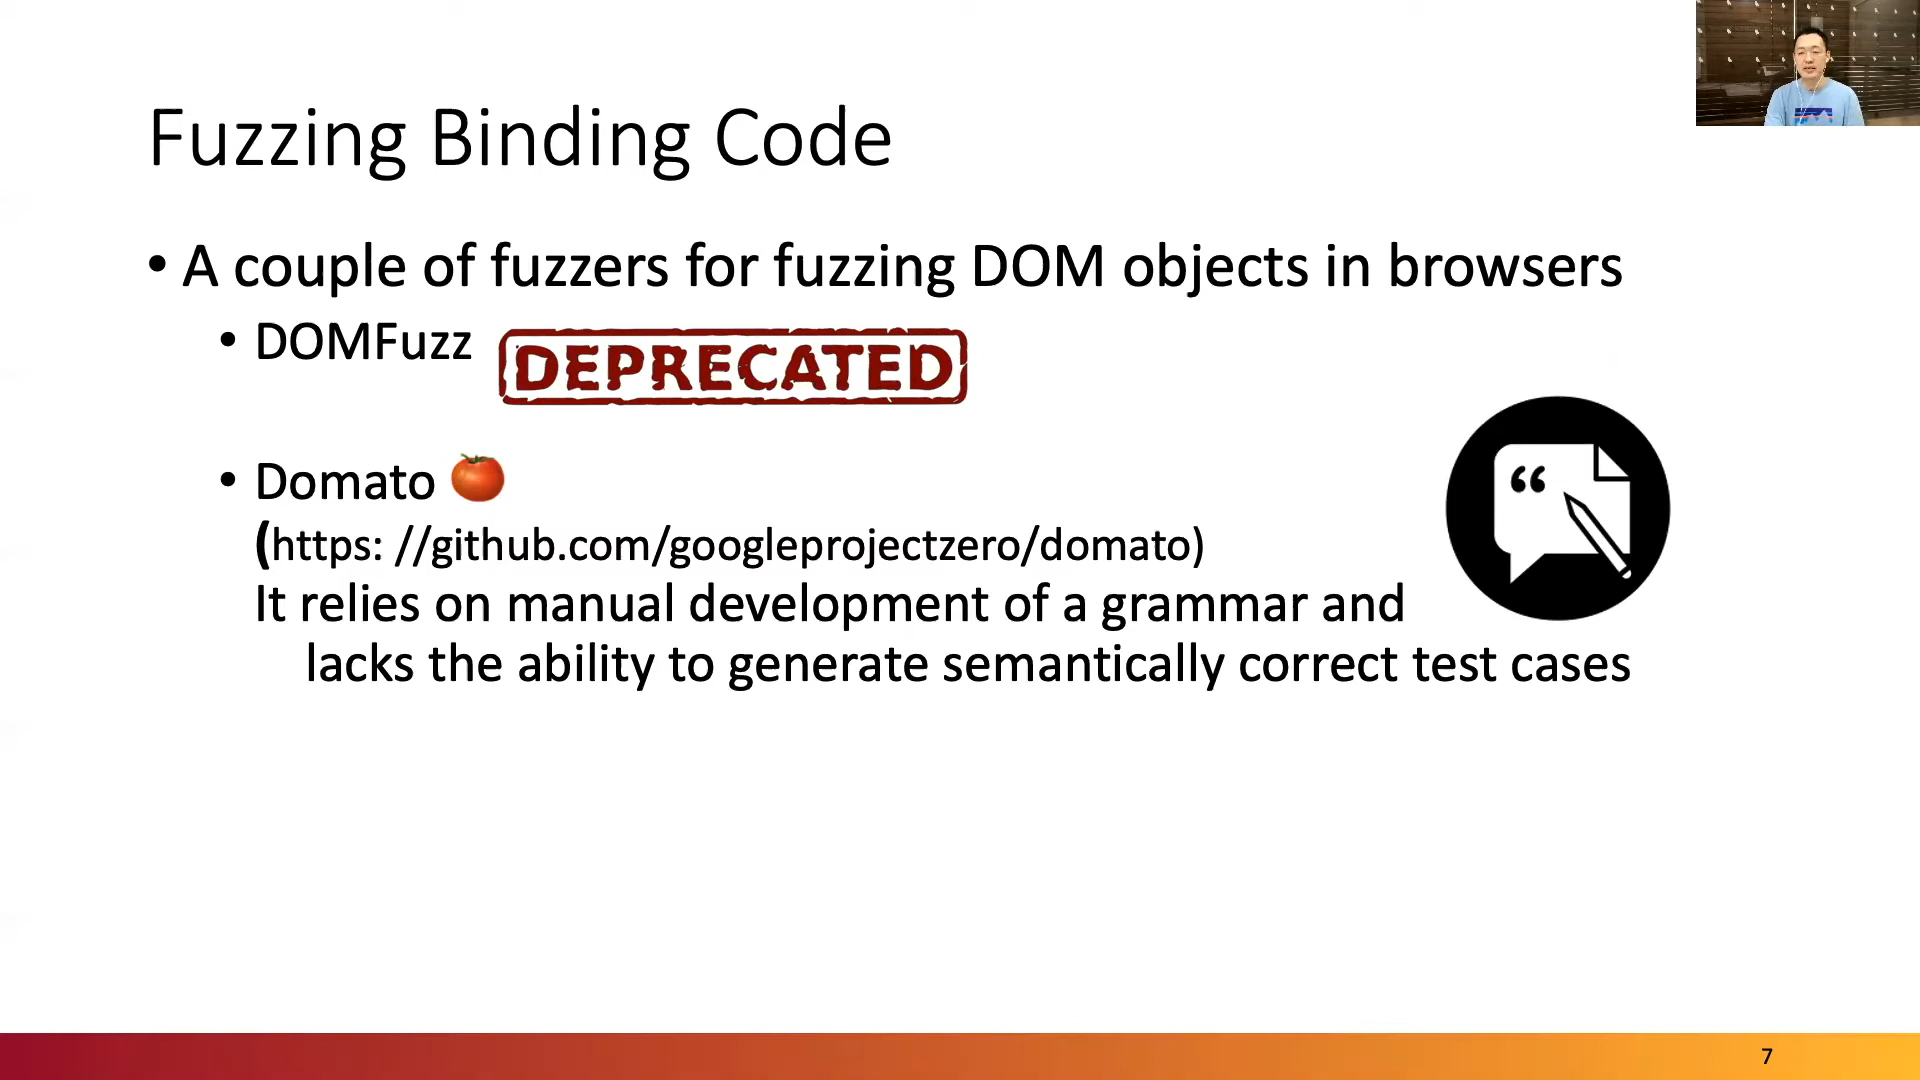 Fuzzing Binding Code
• A couple of fuzzers for fuzzing DOM objects in browsers
• DOMFuzz
DEPRECATED
• Domato
(https: //github.com/googleprojectzero/domato)
It relies on manual development of a grammar and
lacks the ability to generate semantically correct test cases
7